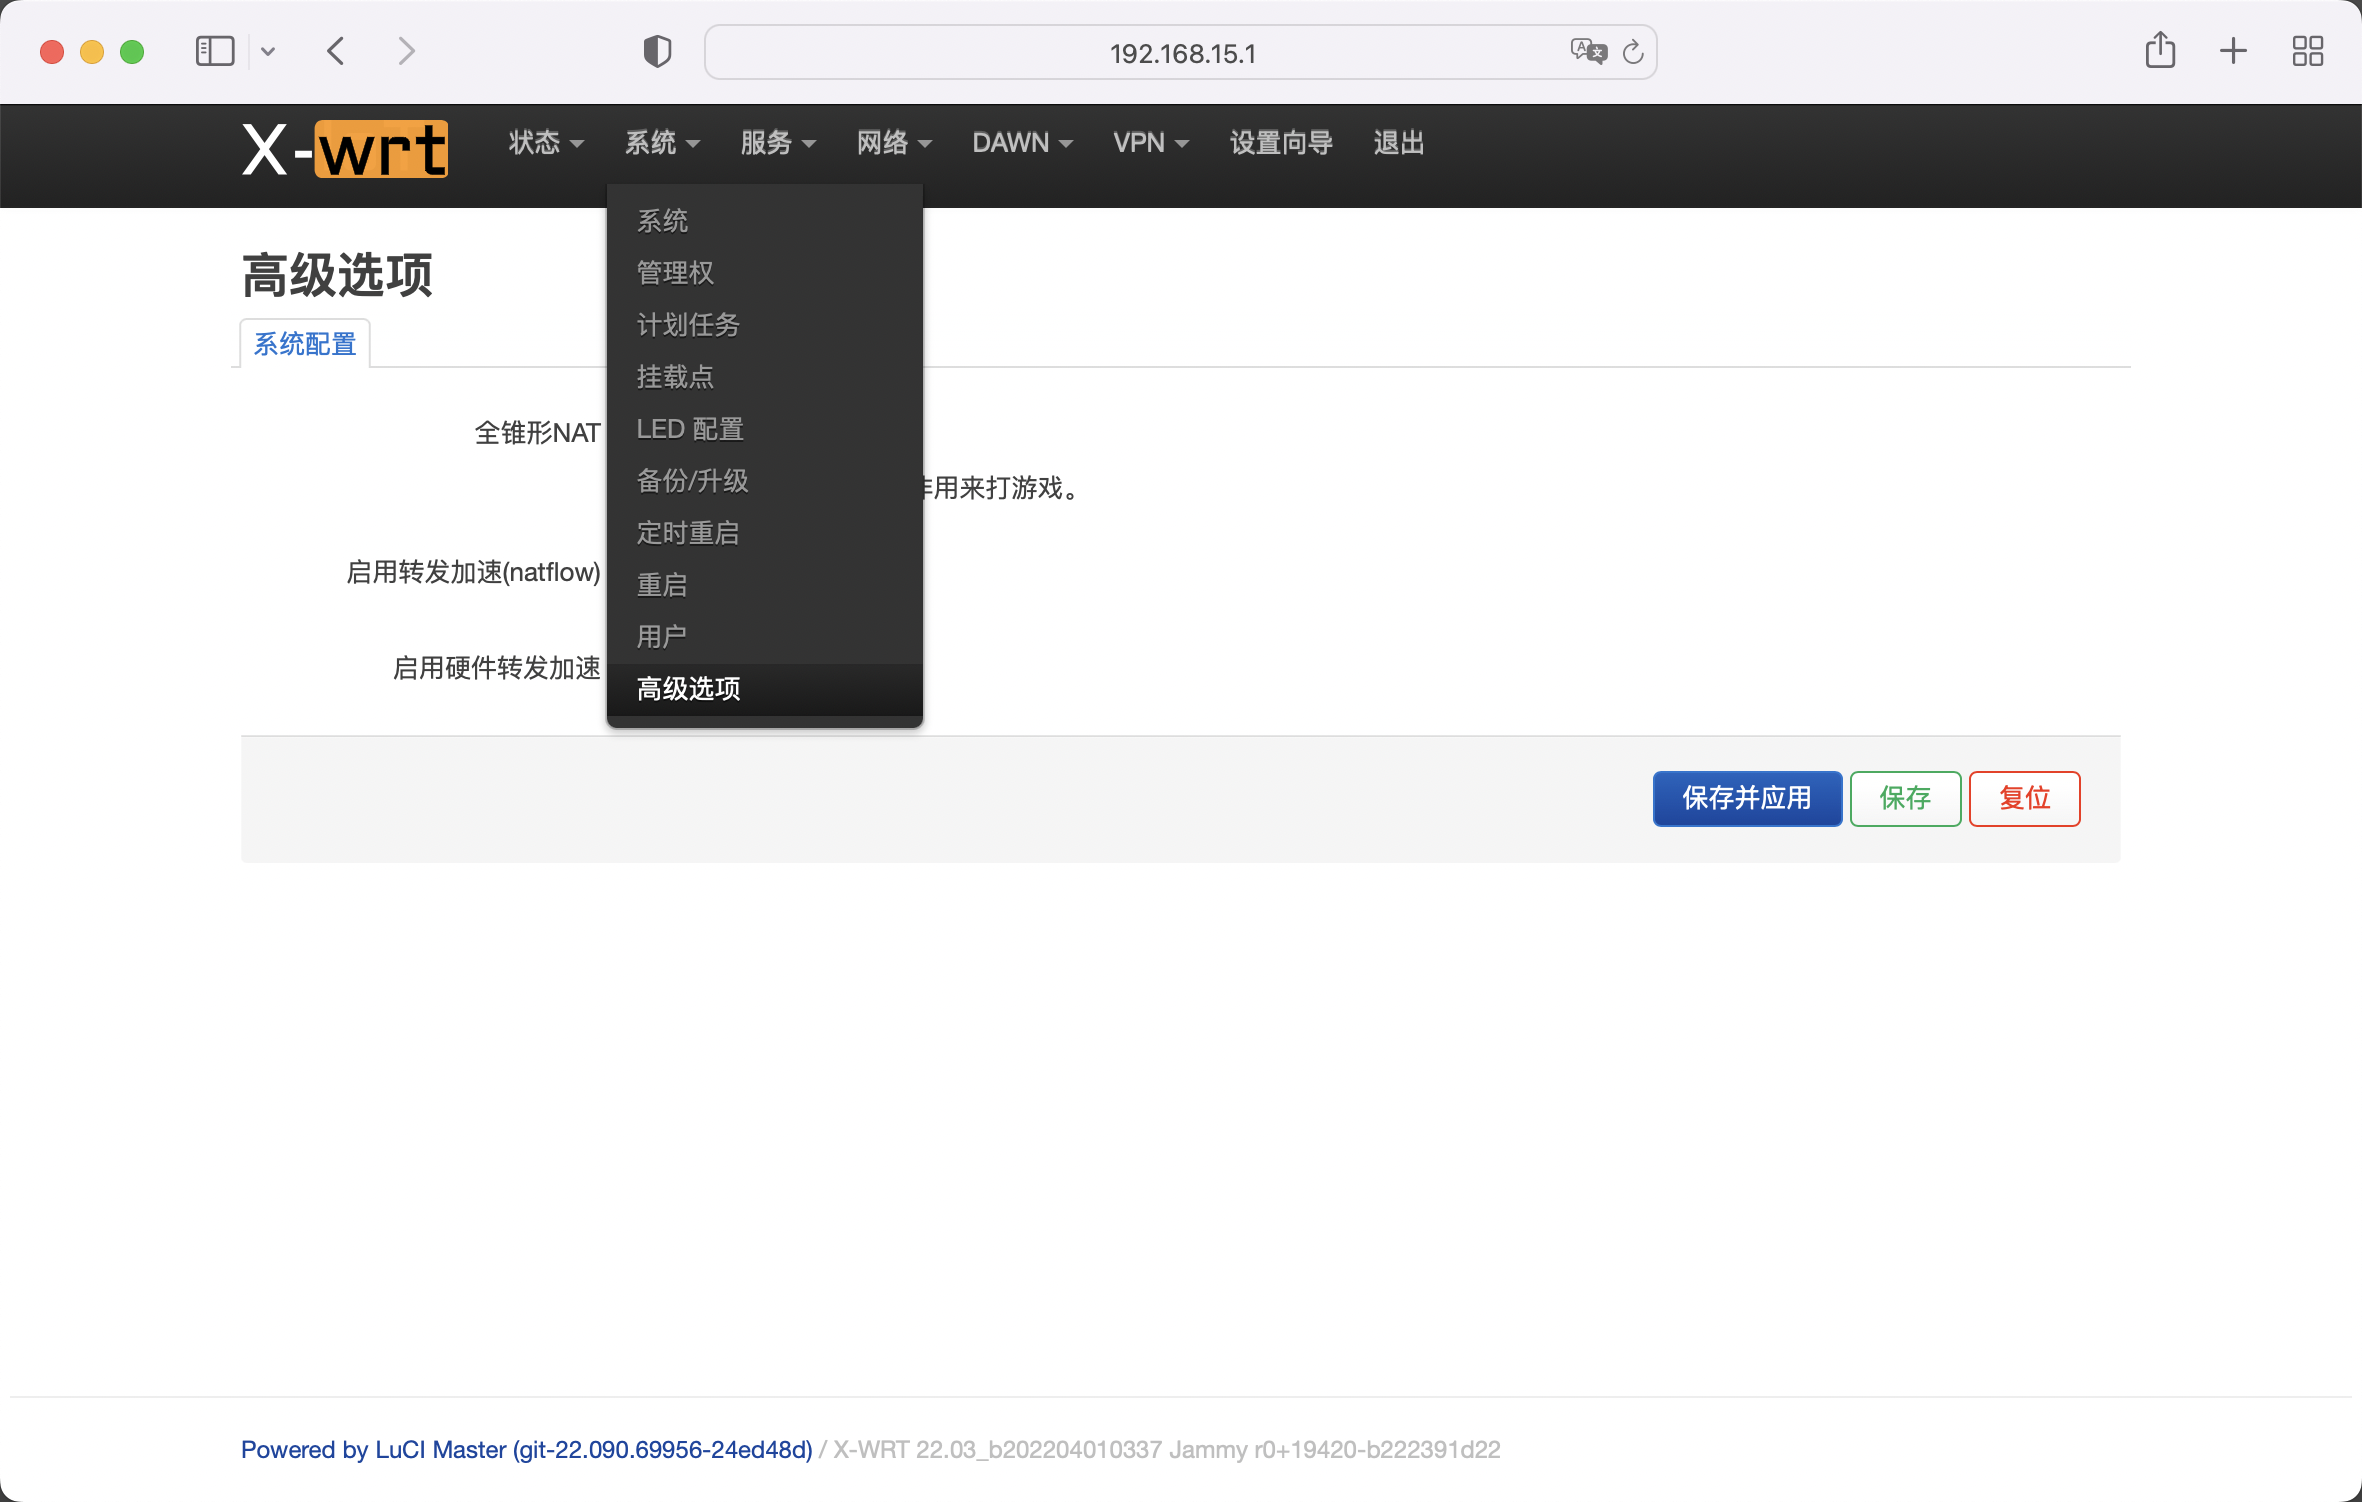 192.168.15.1
X-wrt 状态 系统 服务 网络 DAWN VPN 设置向导 退出
系统
管理权
计划任务
挂载点
LED 配置
备份/升级
定时重启
重启
用户
高级选项
高级选项
系统配置
全锥形NAT
用来打游戏。
启用转发加速(natflow)
启用硬件转发加速
保存并应用 保存 复位
Powered by LuCI Master (git-22.090.69956-24ed48d) / X-WRT 22.03_b202204010337 Jammy r0+19420-b222391d22